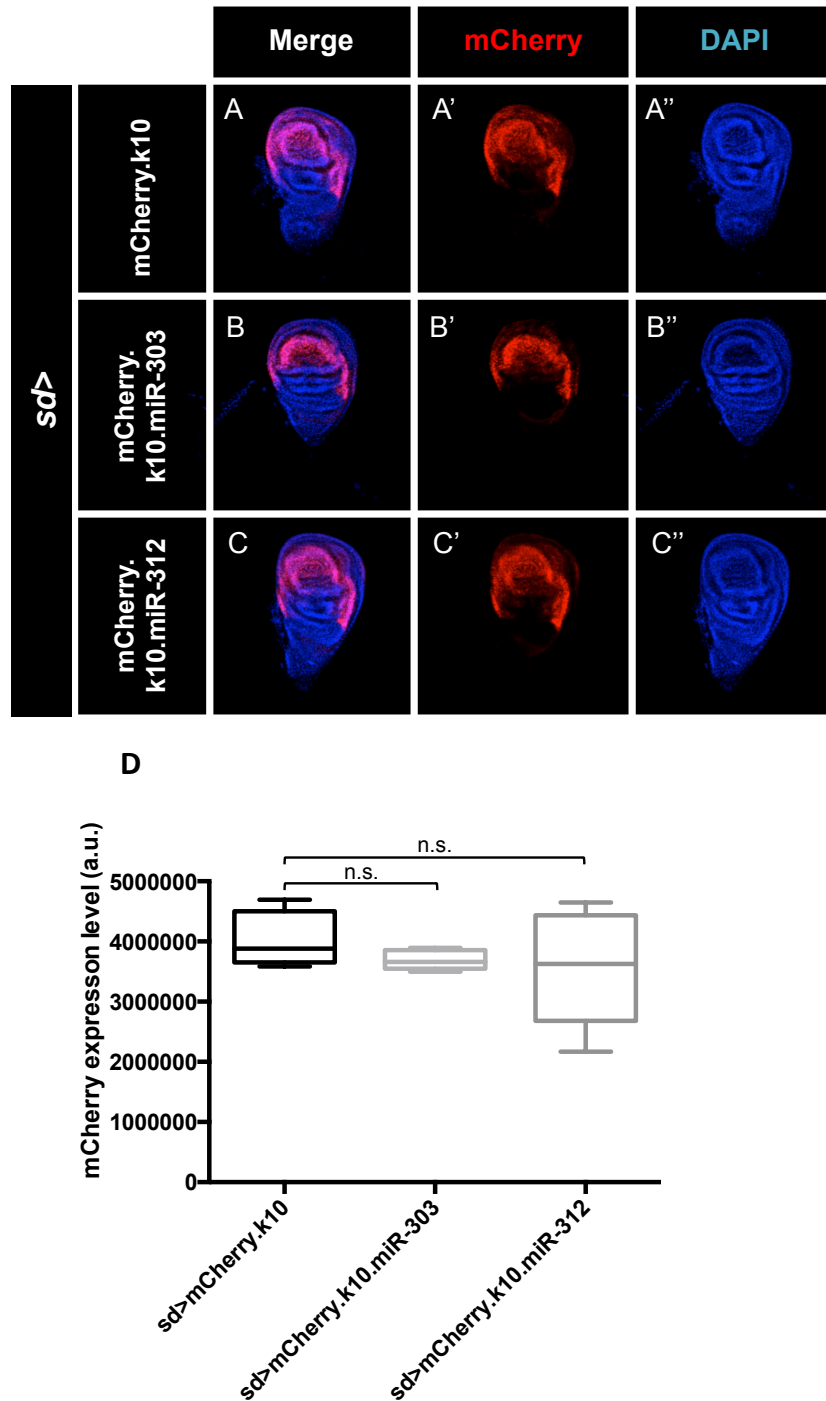 Merge
mCherry
DAPI
sd>
mCherry.k10
A
A'
A''
mCherry.
k10.miR-303
B
B'
B''
mCherry.
k10.miR-312
C
C'
C''
D
n.s.
n.s.
mCherry expresson level (a.u.)
5000000
4000000
3000000
2000000
1000000
0
sd>mCherry.k10
sd>mCherry.k10.miR-303
sd>mCherry.k10.miR-312